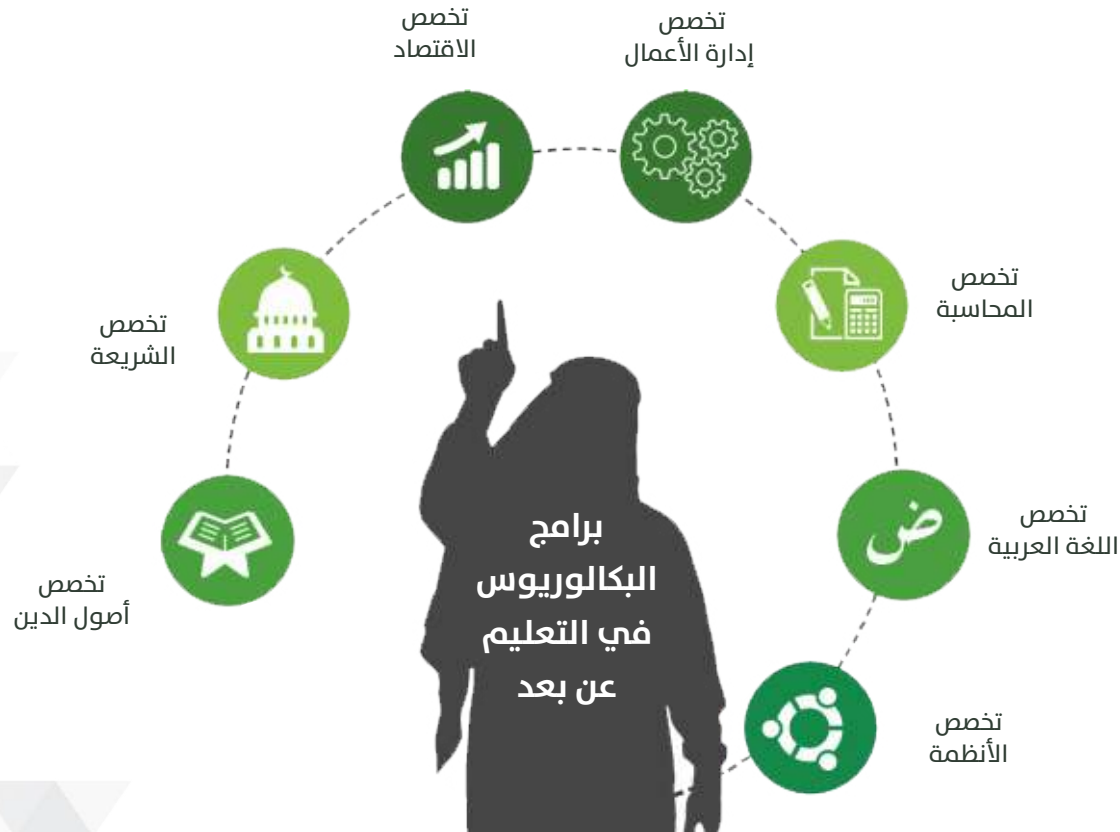 تخصص
إدارة الأعمال
تخصص
الاقتصاد
تخصص
المحاسبة
تخصص
الشريعة
تخصص
اللغة العربية
ض
تخصص
أصول الدين
تخصص
الأنظمة
برامج
البكالوريوس
في التعليم
عن بعد